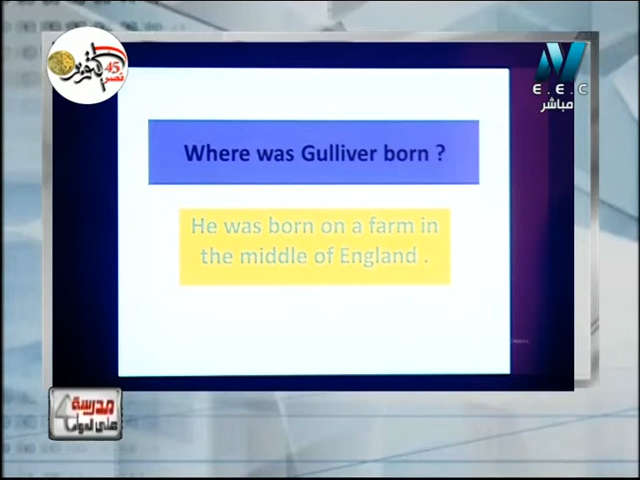 أكتوبر
45
نصر
E.E.C
مباشر
Where was Gulliver born ?
He was born on a farm in
the middle of England .
مدرسة
على الهواء